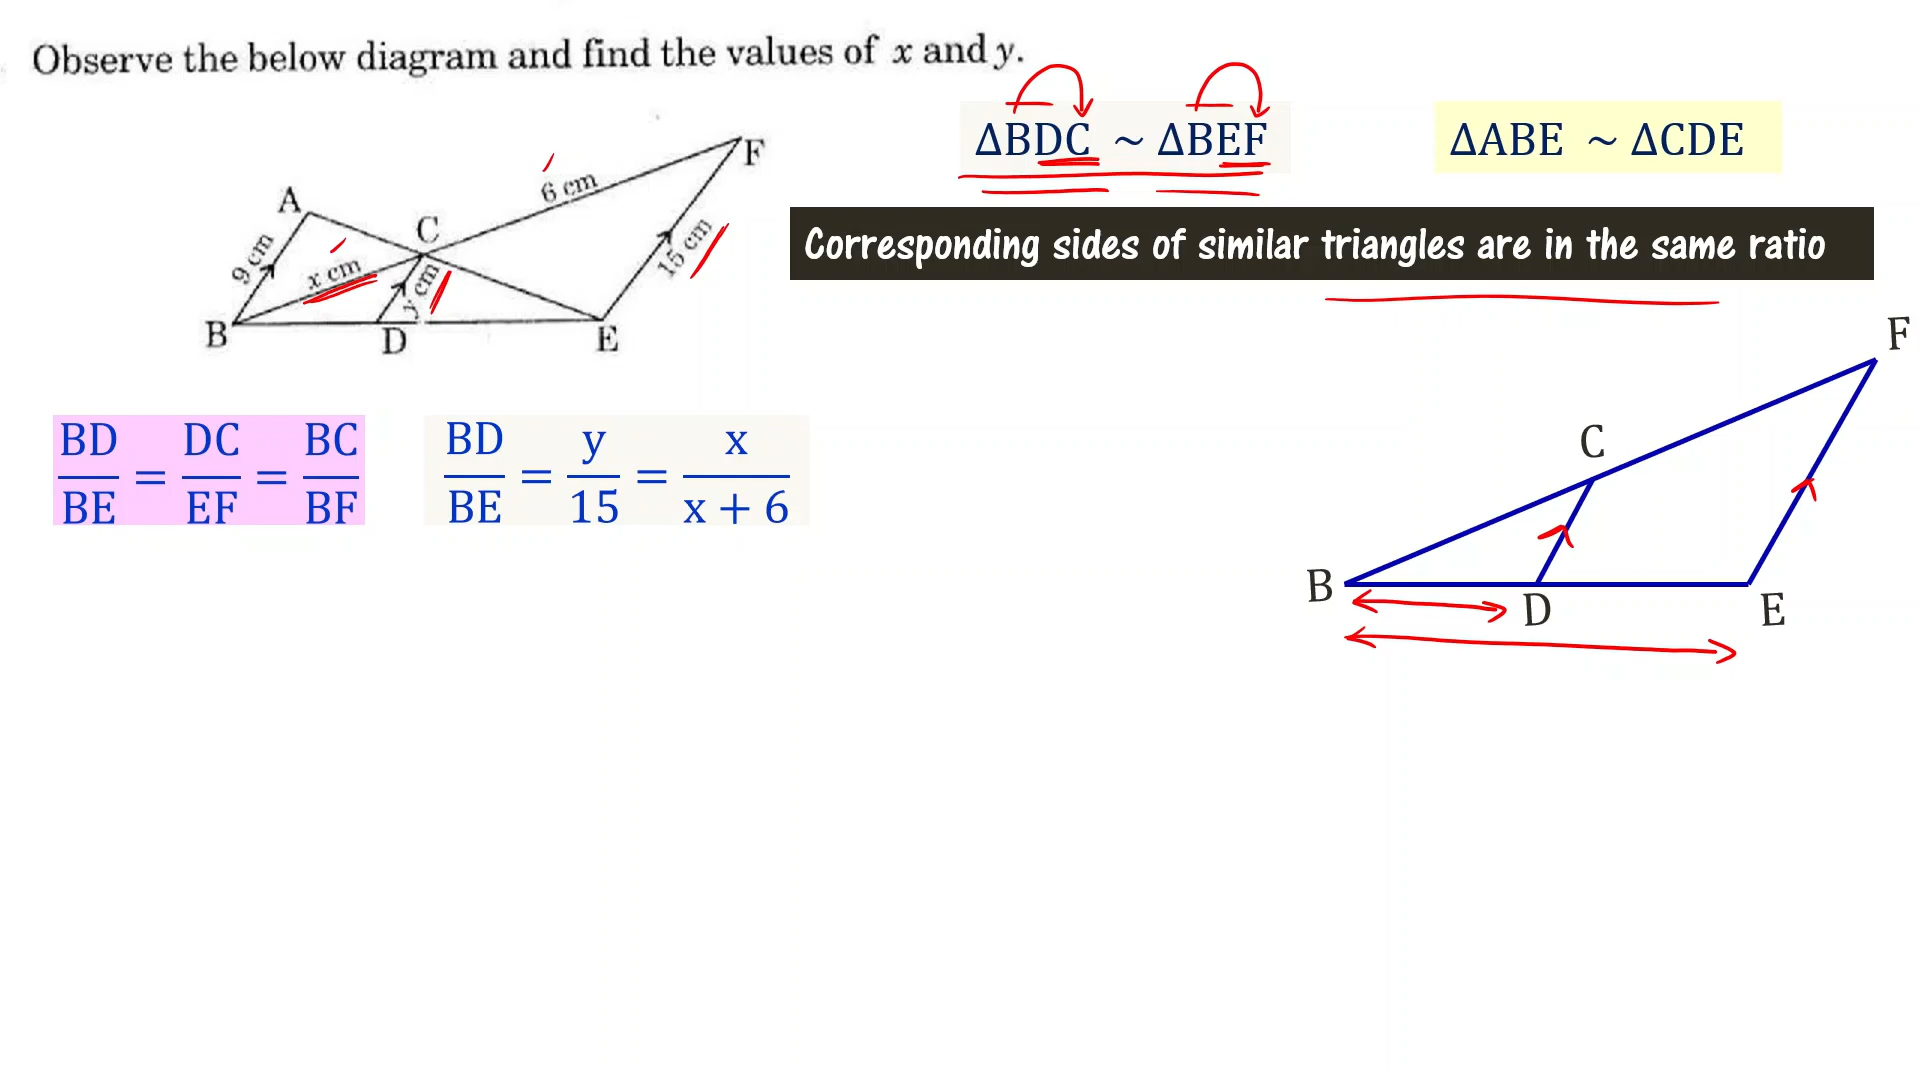 Observe the below diagram and find the values of x and y.
ΔBDC ~ ΔBEF
ΔABE ~ ΔCDE
Corresponding sides of similar triangles are in the same ratio
F
A
6 cm
C
9 cm
x cm
y cm
15 cm
B
D
E
BD/BE = DC/EF = BC/BF
BD/BE = y/15 = x/(x + 6)
F
C
B
D
E